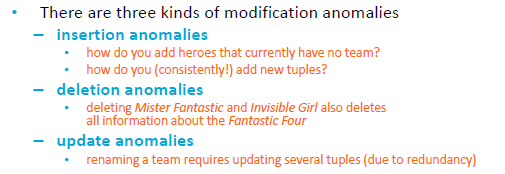 • There are three kinds of modification anomalies
– insertion anomalies
• how do you add heroes that currently have no team?
• how do you (consistently!) add new tuples?
– deletion anomalies
• deleting Mister Fantastic and Invisible Girl also deletes
all information about the Fantastic Four
– update anomalies
• renaming a team requires updating several tuples (due to redundancy)